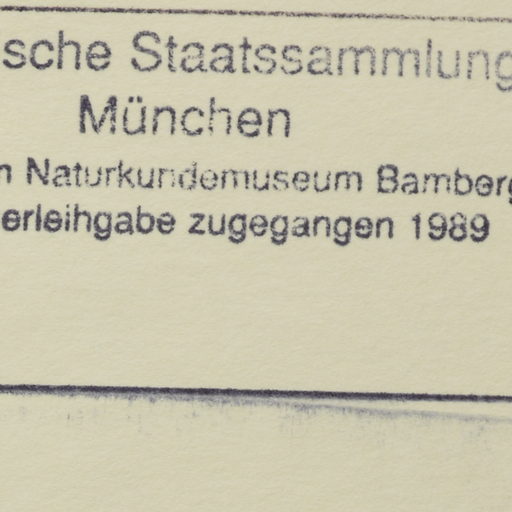 sche Staatssammlung
München
n Naturkundemuseum Bamberg
erleihgabe zugegangen 1989